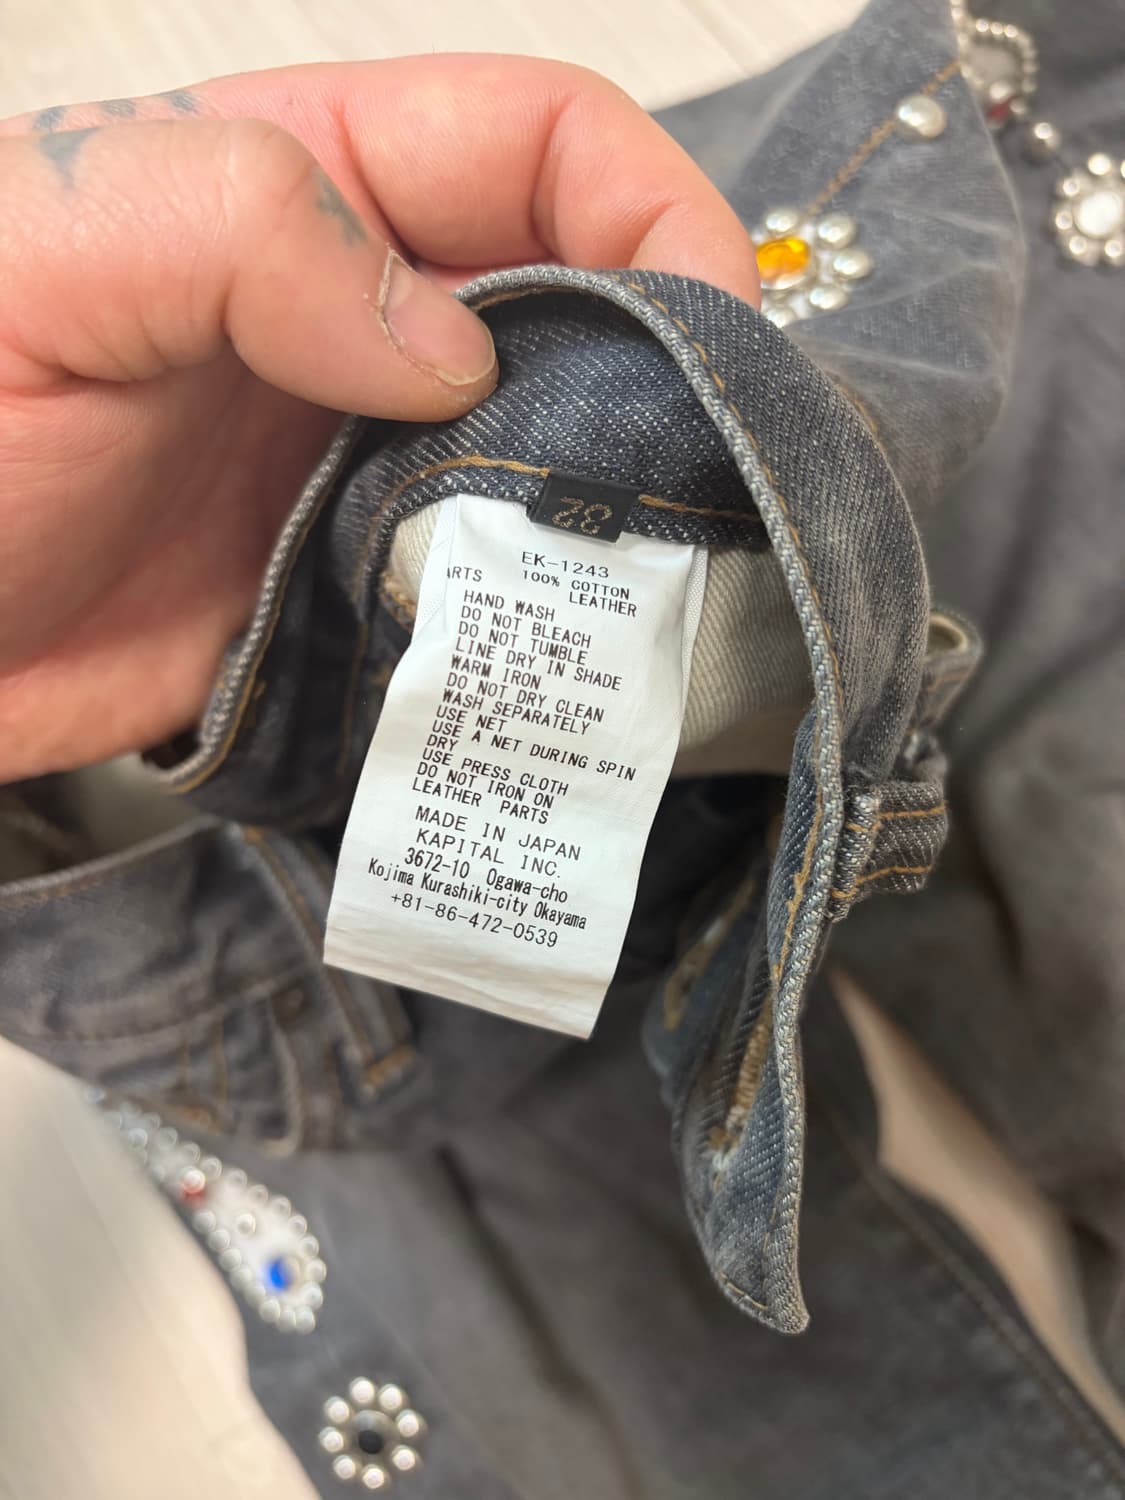 28
EK-1243
ARTS 100% COTTON
LEATHER
HAND WASH
DO NOT BLEACH
DO NOT TUMBLE
LINE DRY IN SHADE
WARM IRON
DO NOT DRY CLEAN
WASH SEPARATELY
USE NET
USE A NET DURING SPIN
DRY
USE PRESS CLOTH
DO NOT IRON ON
LEATHER PARTS
MADE IN JAPAN
KAPITAL INC.
3672-10 Ogawa-cho
Kojima Kurashiki-city Okayama
+81-86-472-0539